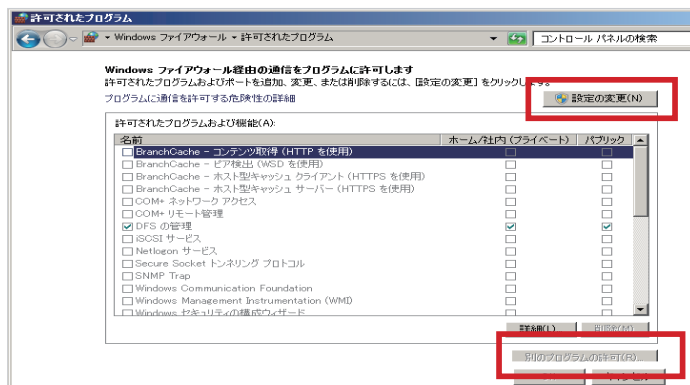 許可されたプログラム
Windows ファイアウォール ▾ 許可されたプログラム
コントロール パネルの検索
Windows ファイアウォール経由の通信をプログラムに許可します
許可されたプログラムおよびポートを追加、変更、または削除するには、[設定の変更] をクリックします。
プログラムに通信を許可する危険性の詳細
設定の変更(N)
許可されたプログラムおよび機能(A):
名前 ホーム/社内 (プライベート) パブリック
BranchCache - コンテンツ取得 (HTTP を使用)
BranchCache - ピア検出 (WSD を使用)
BranchCache - ホスト型キャッシュ クライアント (HTTPS を使用)
BranchCache - ホスト型キャッシュ サーバー (HTTPS を使用)
COM+ ネットワーク アクセス
COM+ リモート管理
DFS の管理
iSCSI サービス
Netlogon サービス
Secure Socket トンネリング プロトコル
SNMP Trap
Windows Communication Foundation
Windows Management Instrumentation (WMI)
Windows セキュリティの構成ウィザード
詳細(L)... 削除(M)
別のプログラムの許可(R)...